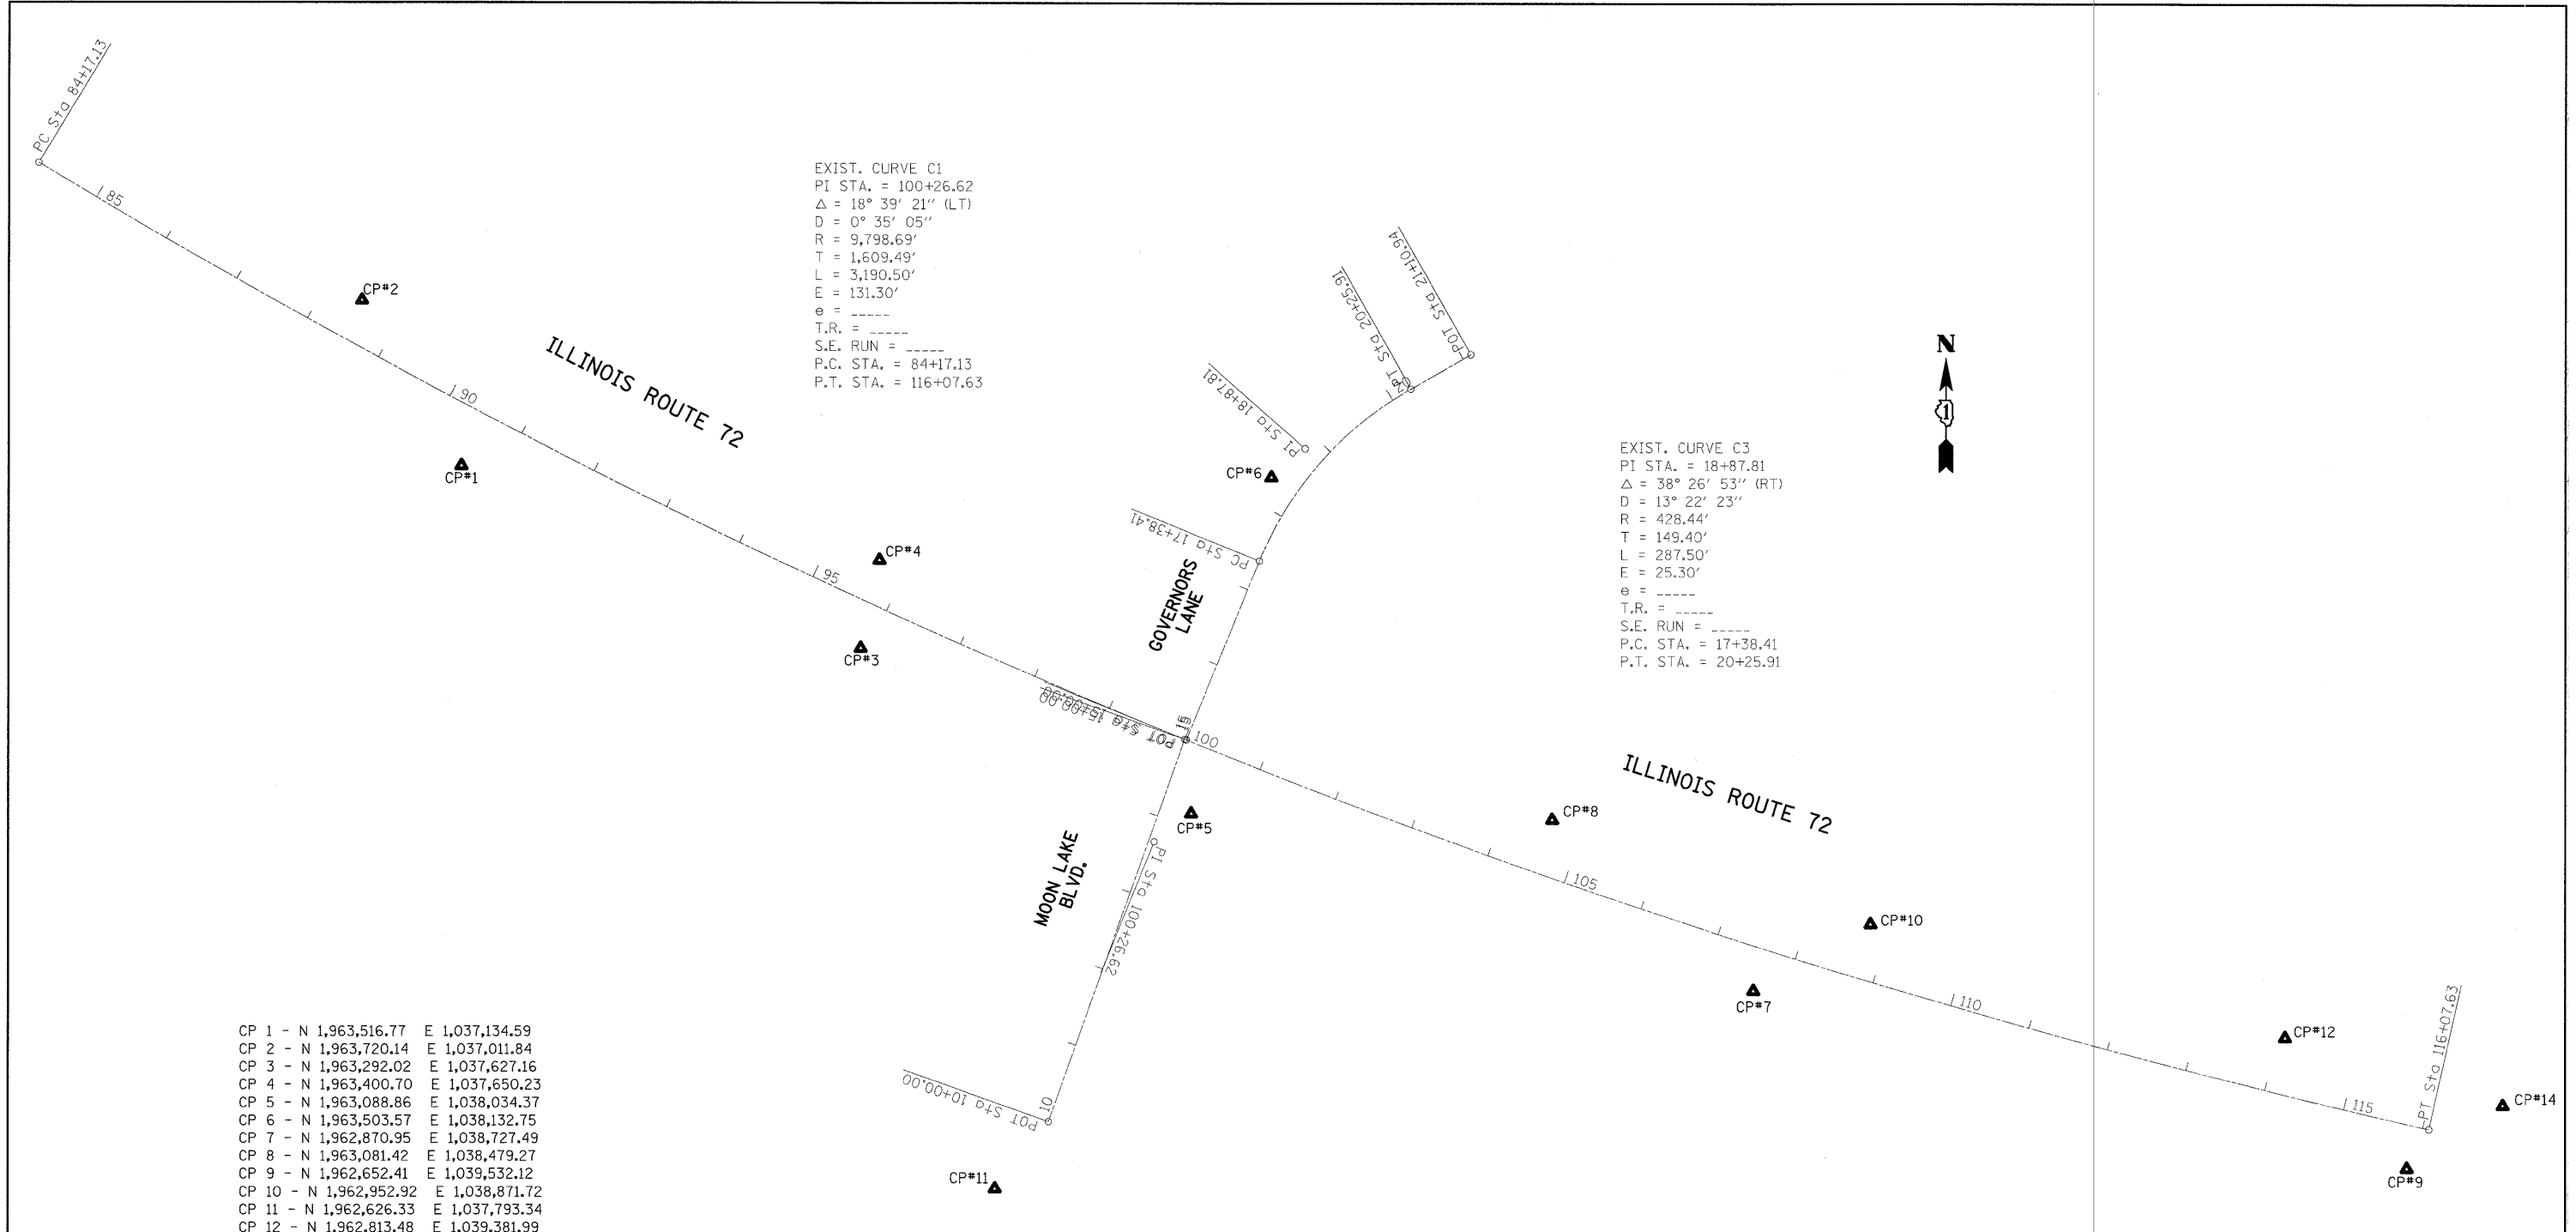 PC Sta 84+17.13
85
CP#2
90
CP#1
ILLINOIS ROUTE 72
EXIST. CURVE C1
PI STA. = 100+26.62
Δ = 18° 39' 21'' (LT)
D = 0° 35' 05''
R = 9,798.69'
T = 1,609.49'
L = 3,190.50'
E = 131.30'
e = _____
T.R. = _____
S.E. RUN = _____
P.C. STA. = 84+17.13
P.T. STA. = 116+07.63
95
CP#4
CP#3
POT Sta 21+10.94
PT Sta 20+25.91
PI Sta 18+87.81
CP#6
PC Sta 17+38.41
GOVERNORS
LANE
N
1
EXIST. CURVE C3
PI STA. = 18+87.81
Δ = 38° 26' 53'' (RT)
D = 13° 22' 23''
R = 428.44'
T = 149.40'
L = 287.50'
E = 25.30'
e = _____
T.R. = _____
S.E. RUN = _____
P.C. STA. = 17+38.41
P.T. STA. = 20+25.91
POT Sta 15+00.00
100
CP#5
MOON LAKE
BLVD.
PI Sta 100+26.62
POT Sta 10+00.00
10
CP#11
ILLINOIS ROUTE 72
CP#8
105
CP#10
CP#7
110
CP#12
115
PT Sta 116+07.63
CP#14
CP#9
CP 1 - N 1,963,516.77 E 1,037,134.59
CP 2 - N 1,963,720.14 E 1,037,011.84
CP 3 - N 1,963,292.02 E 1,037,627.16
CP 4 - N 1,963,400.70 E 1,037,650.23
CP 5 - N 1,963,088.86 E 1,038,034.37
CP 6 - N 1,963,503.57 E 1,038,132.75
CP 7 - N 1,962,870.95 E 1,038,727.49
CP 8 - N 1,963,081.42 E 1,038,479.27
CP 9 - N 1,962,652.41 E 1,039,532.12
CP 10 - N 1,962,952.92 E 1,038,871.72
CP 11 - N 1,962,626.33 E 1,037,793.34
CP 12 - N 1,962,813.48 E 1,039,381.99